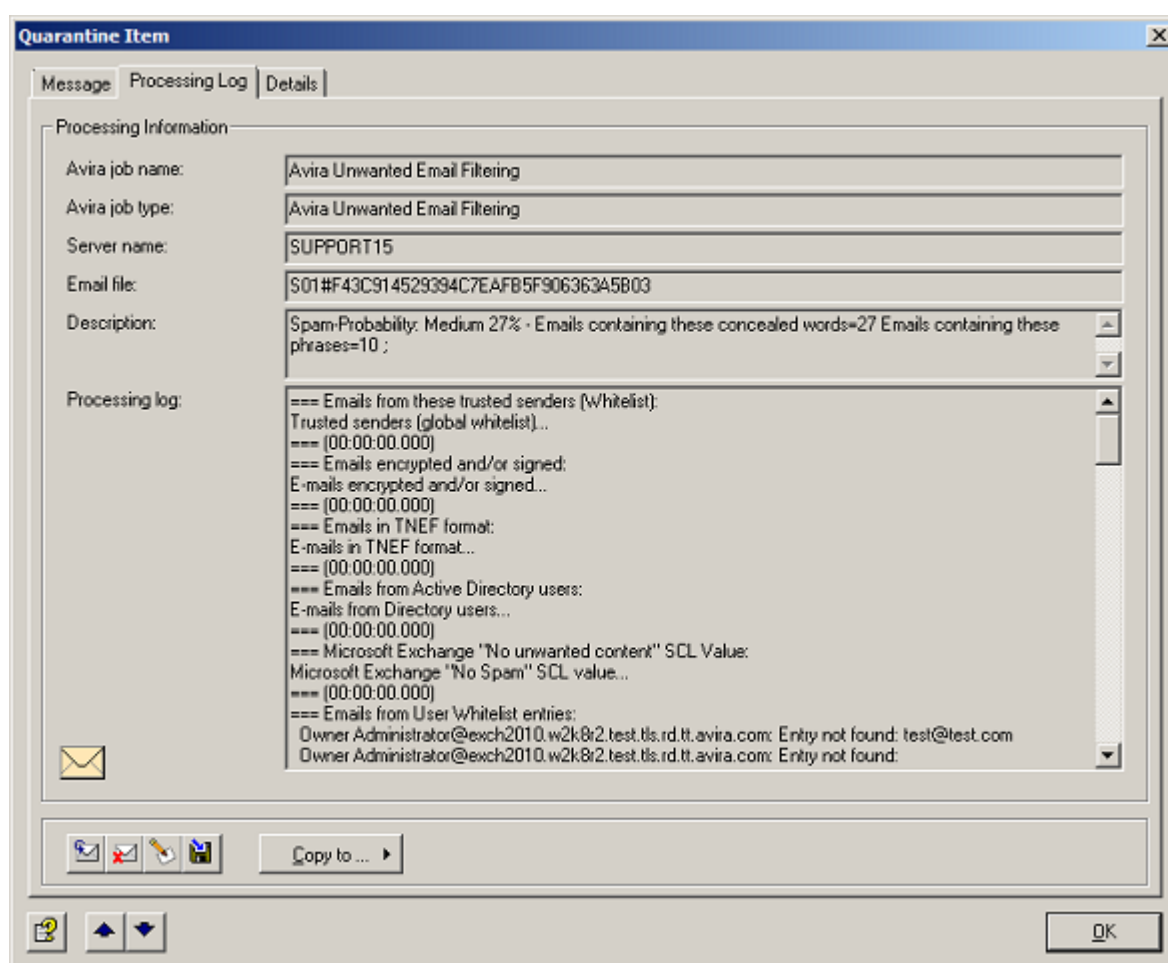 Quarantine Item
Message Processing Log Details
Processing Information
Avira job name: Avira Unwanted Email Filtering
Avira job type: Avira Unwanted Email Filtering
Server name: SUPPORT15
Email file: S01#F43C914529394C7EAFB5F906363A5B03
Description: Spam-Probability: Medium 27% - Emails containing these concealed words=27 Emails containing these
phrases=10 ;
Processing log: === Emails from these trusted senders (Whitelist):
Trusted senders (global whitelist)...
=== (00:00:00.000)
=== Emails encrypted and/or signed:
E-mails encrypted and/or signed...
=== (00:00:00.000)
=== Emails in TNEF format:
E-mails in TNEF format...
=== (00:00:00.000)
=== Emails from Active Directory users:
E-mails from Directory users...
=== (00:00:00.000)
=== Microsoft Exchange "No unwanted content" SCL Value:
Microsoft Exchange "No Spam" SCL value...
=== (00:00:00.000)
=== Emails from User Whitelist entries:
Owner Administrator@exch2010.w2k8r2.test.tls.rd.tt.avira.com: Entry not found: test@test.com
Owner Administrator@exch2010.w2k8r2.test.tls.rd.tt.avira.com: Entry not found:
Copy to ...
OK